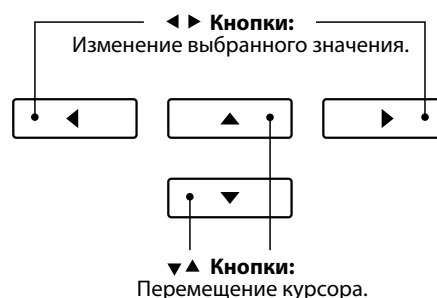 ◀ ▶ Кнопки:
Изменение выбранного значения.
◀
▲
▶
▼
▼▲ Кнопки:
Перемещение курсора.